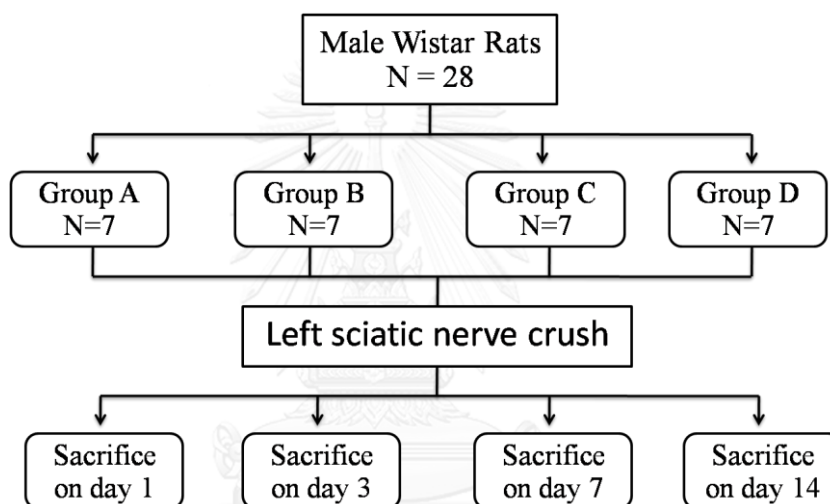 Male Wistar Rats
N = 28
Group A
N=7
Group B
N=7
Group C
N=7
Group D
N=7
Left sciatic nerve crush
Sacrifice
on day 1
Sacrifice
on day 3
Sacrifice
on day 7
Sacrifice
on day 14